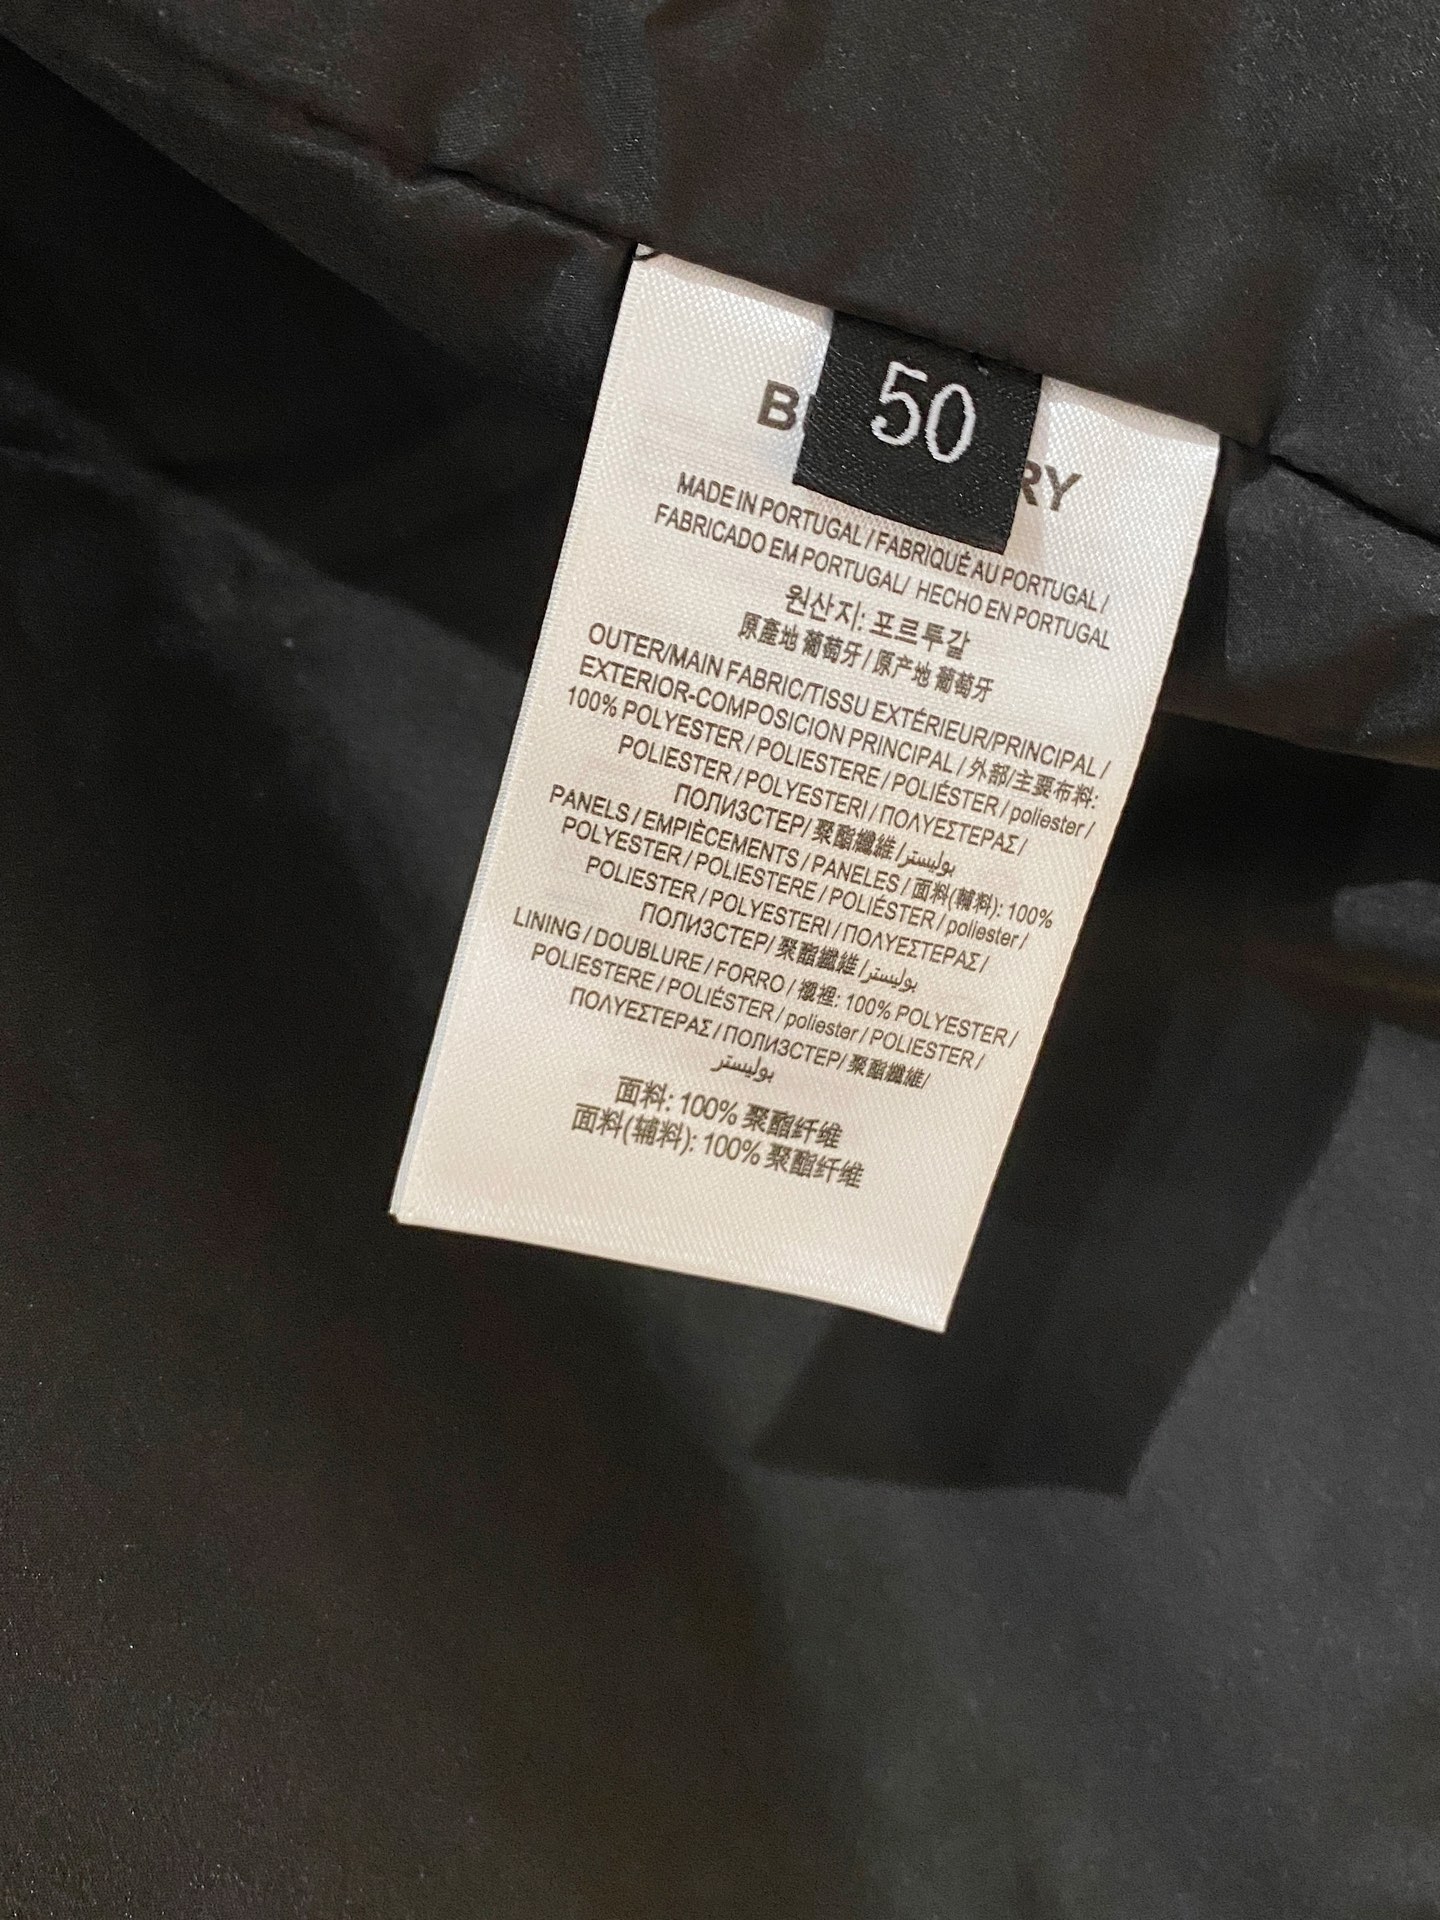 50
B RY
MADE IN PORTUGAL / FABRIQUÉ AU PORTUGAL /
FABRICADO EM PORTUGAL/ HECHO EN PORTUGAL
원산지: 포르투갈
原產地 葡萄牙 / 原产地 葡萄牙
OUTER/MAIN FABRIC/TISSU EXTÉRIEUR/PRINCIPAL /
EXTERIOR-COMPOSICION PRINCIPAL / 外部/主要布料:
100% POLYESTER / POLIESTERE / POLIÉSTER / poliester /
POLIESTER / POLYESTERI / ΠΟΛΥΕΣΤΕΡΑΣ /
ПОЛИЗСТЕР/ 聚酯纖維 /بوليستر
PANELS / EMPIÈCEMENTS / PANELES / 面料(輔料): 100%
POLYESTER / POLIESTERE / POLIÉSTER / poliester /
POLIESTER / POLYESTERI / ΠΟΛΥΕΣΤΕΡΑΣ /
ПОЛИЗСТЕР/ 聚酯纖維 /بوليستر
LINING / DOUBLURE / FORRO / 襯裡: 100% POLYESTER /
POLIESTERE / POLIÉSTER / poliester / POLIESTER /
ΠΟΛΥΕΣΤΕΡΑΣ / ПОЛИЗСТЕР/ 聚酯纖維/
بوليستر
面料: 100% 聚酯纤维
面料(辅料): 100% 聚酯纤维